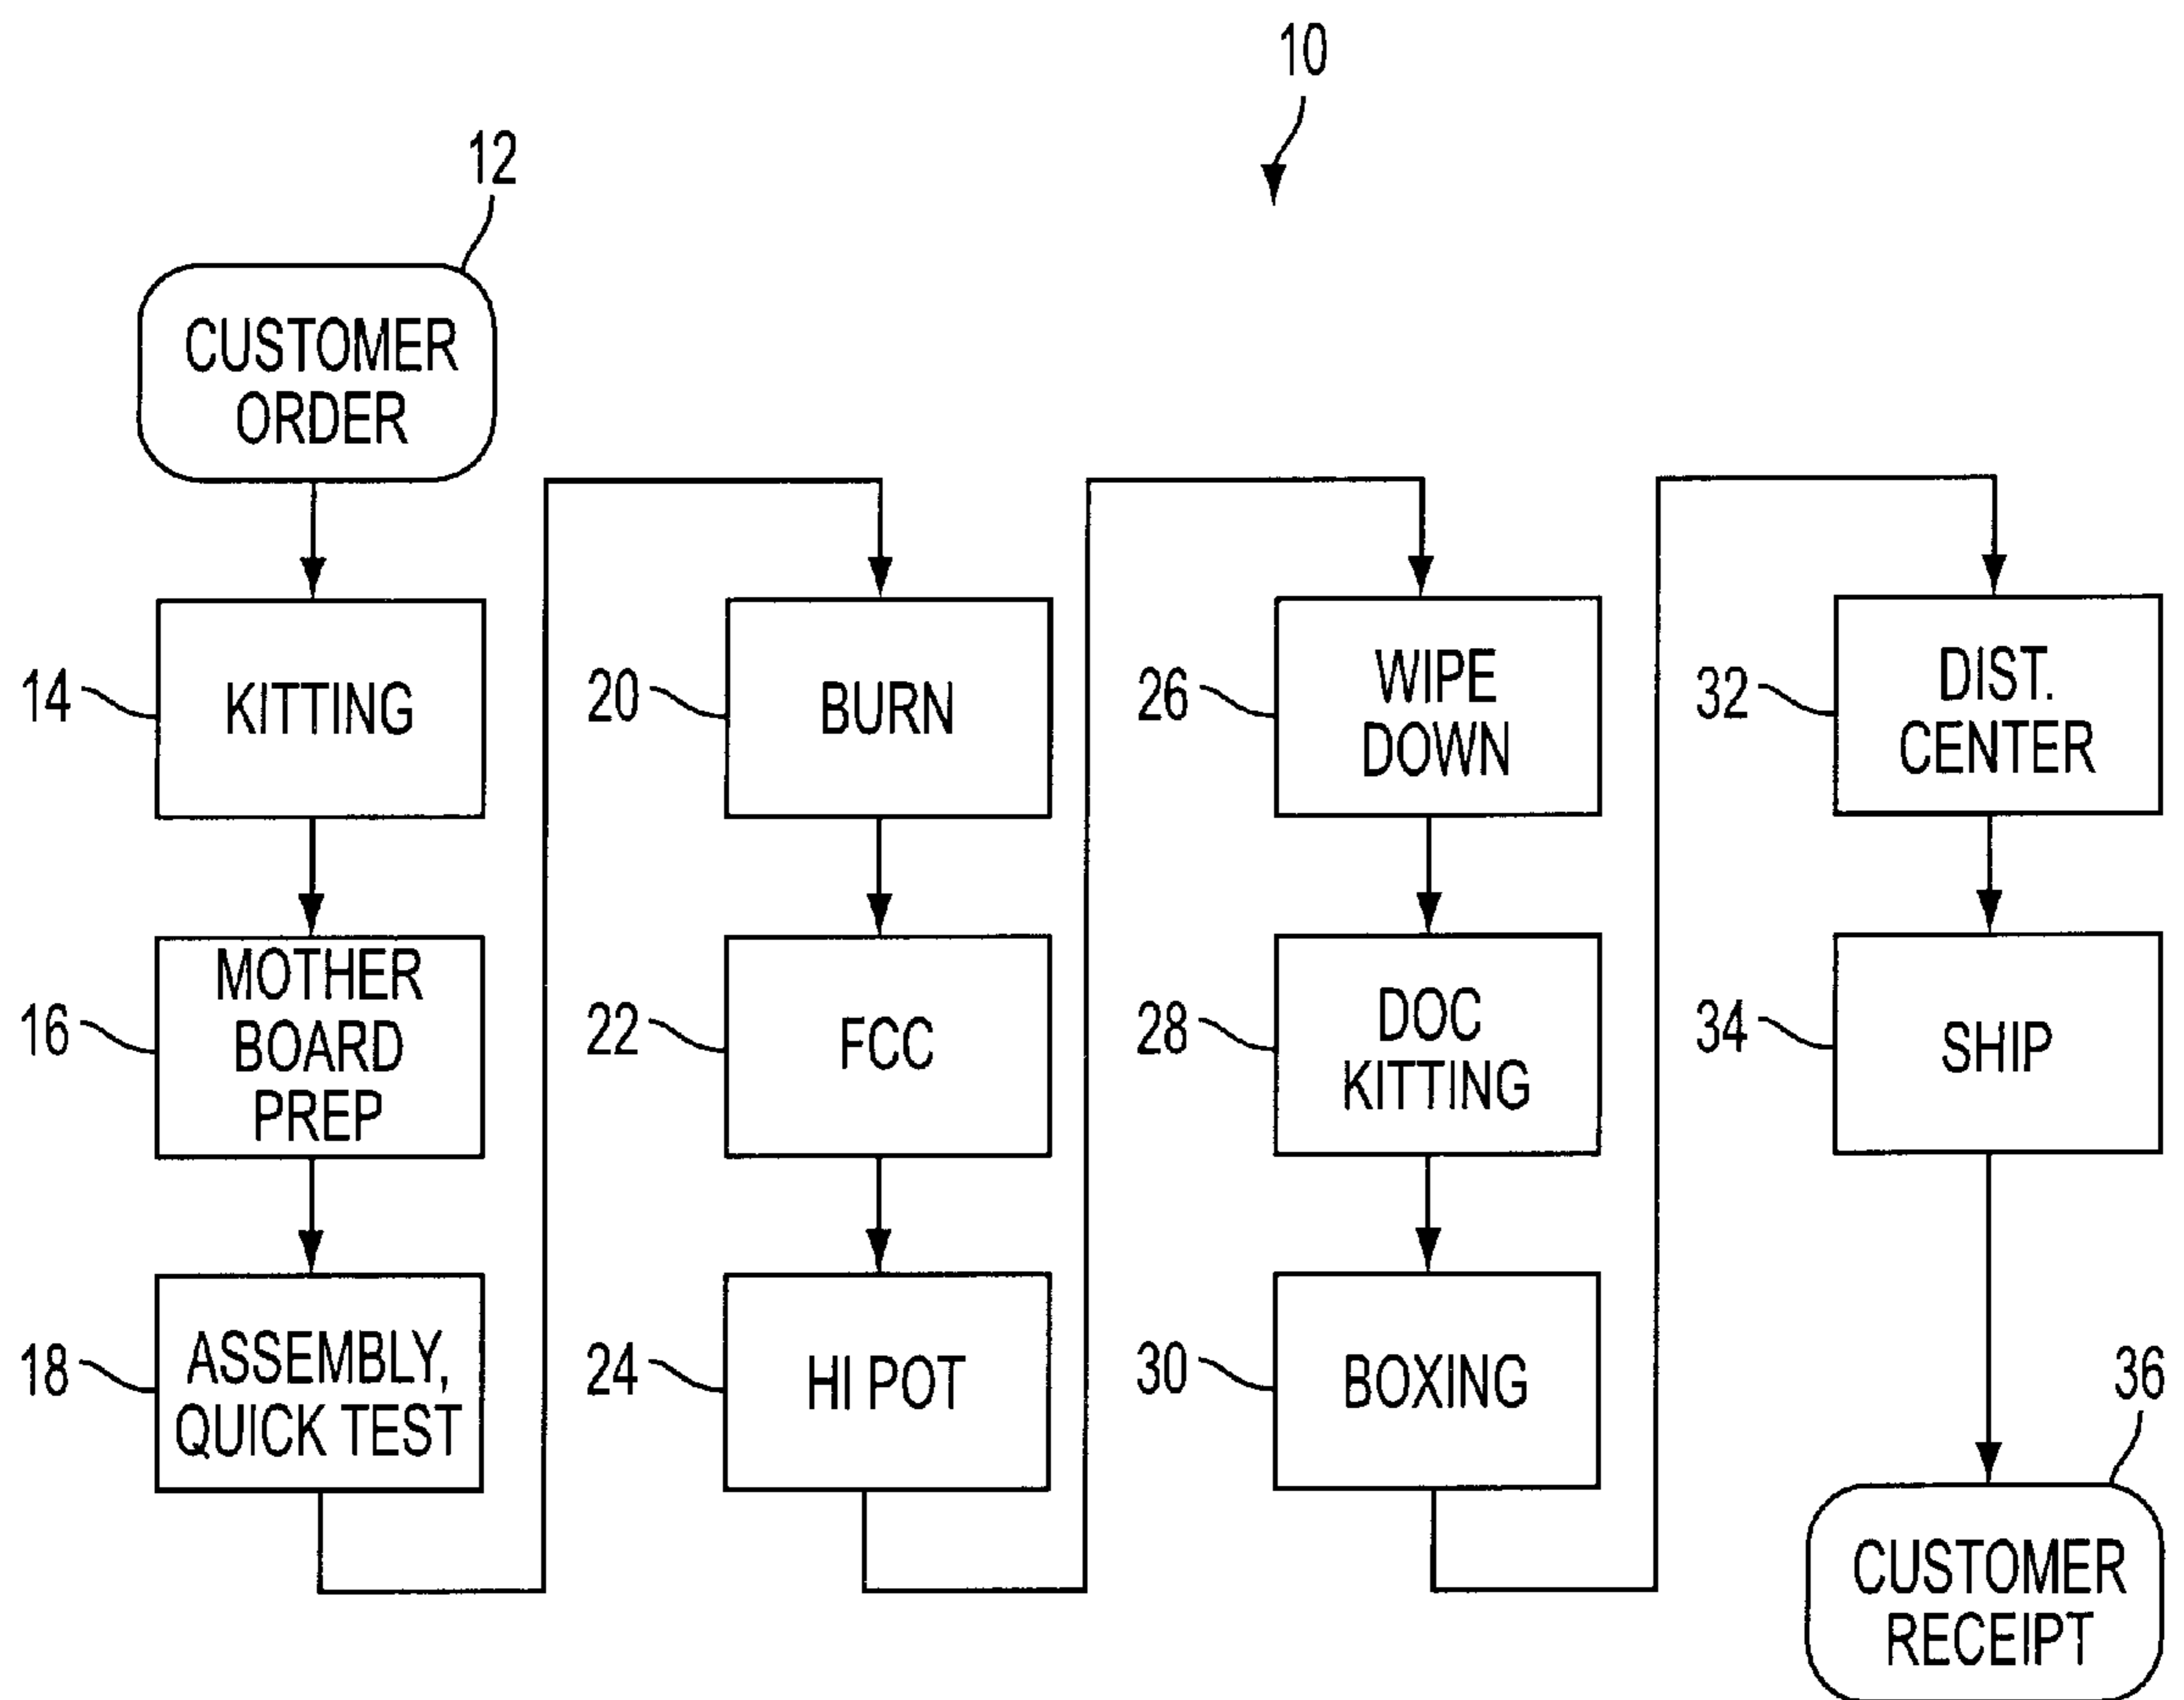 10
12
CUSTOMER
ORDER
14
KITTING
16
MOTHER
BOARD
PREP
18
ASSEMBLY,
QUICK TEST
20
BURN
22
FCC
24
HI POT
26
WIPE
DOWN
28
DOC
KITTING
30
BOXING
32
DIST.
CENTER
34
SHIP
36
CUSTOMER
RECEIPT